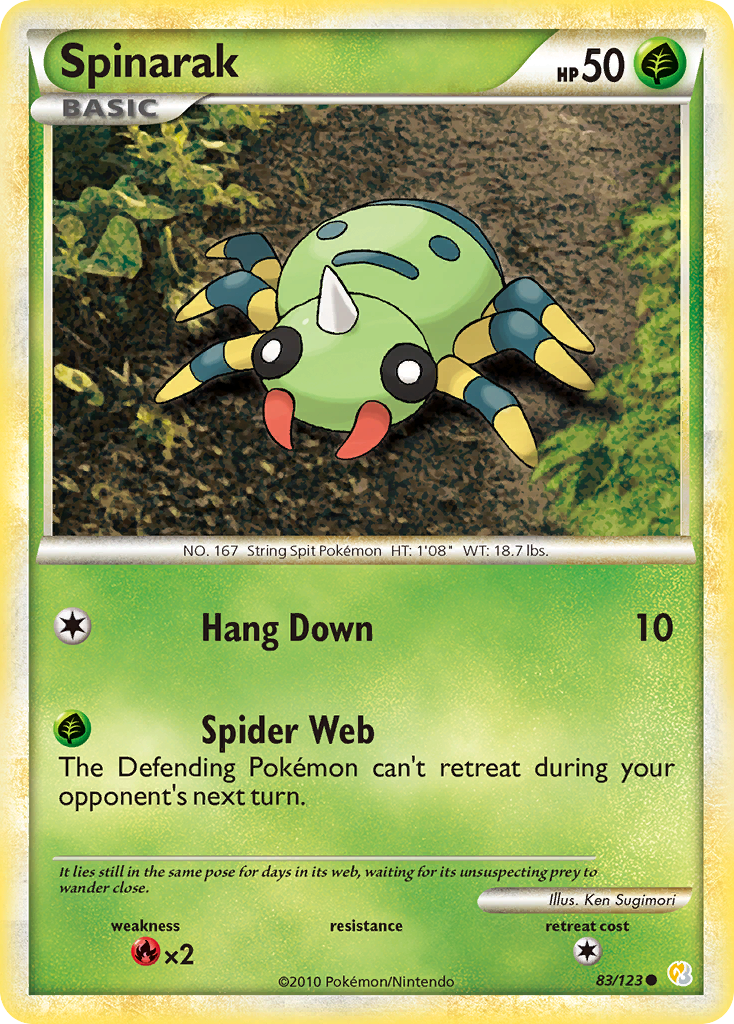 Spinarak
HP 50
BASIC
NO. 167 String Spit Pokémon HT: 1'08" WT: 18.7 lbs.
Hang Down 10
Spider Web
The Defending Pokémon can't retreat during your
opponent's next turn.
It lies still in the same pose for days in its web, waiting for its unsuspecting prey to
wander close.
Illus. Ken Sugimori
weakness resistance retreat cost
×2
©2010 Pokémon/Nintendo 83/123